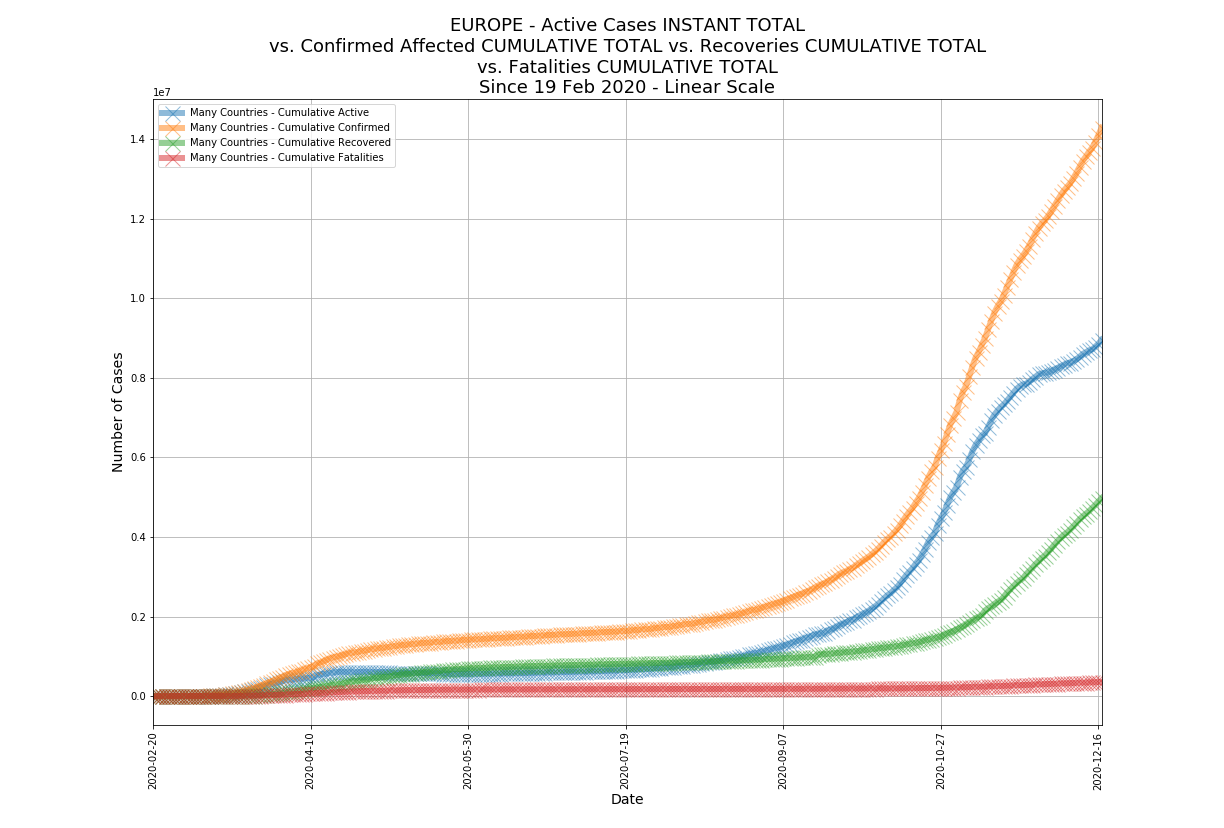 EUROPE - Active Cases INSTANT TOTAL
vs. Confirmed Affected CUMULATIVE TOTAL vs. Recoveries CUMULATIVE TOTAL
vs. Fatalities CUMULATIVE TOTAL
Since 19 Feb 2020 - Linear Scale
1e7
Many Countries - Cumulative Active
Many Countries - Cumulative Confirmed
Many Countries - Cumulative Recovered
Many Countries - Cumulative Fatalities
1.4
1.2
1.0
0.8
0.6
0.4
0.2
0.0
Number of Cases
2020-02-20
2020-04-10
2020-05-30
2020-07-19
2020-09-07
2020-10-27
2020-12-16
Date